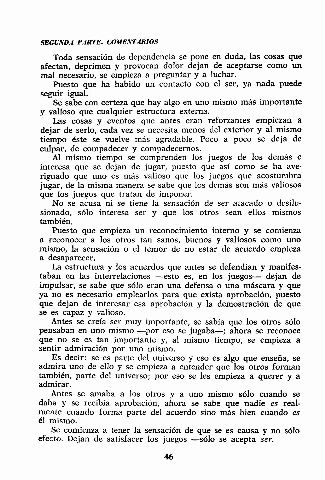 SEGUNDA PARTE. COMENTARIOS
Toda sensación de dependencia se pone en duda, las cosas que
afectan, deprimen y provocan dolor dejan de aceptarse como un
mal necesario, se empieza a preguntar y a luchar.
Puesto que ha habido un contacto con el ser, ya nada puede
seguir igual.
Se sabe con certeza que hay algo en uno mismo más importante
y valioso que cualquier estructura externa.
Las cosas y eventos que antes eran reforzantes empiezan a
dejar de serlo, cada vez se necesita menos del exterior y al mismo
tiempo éste se vuelve más agradable. Poco a poco se deja de
culpar, de compadecer y compadecernos.
Al mismo tiempo se comprenden los juegos de los demás e
interesa que se dejan de jugar, puesto que así como se ha ave-
riguado que uno es más valioso que los juegos que acostumbra
jugar, de la misma manera se sabe que los demás son más valiosos
que los juegos que tratan de imponer.
No se acusa ni se tiene la sensación de ser atacado o desilu-
sionado, sólo interesa ser y que los otros sean ellos mismos
también.
Puesto que empieza un reconocimiento interno y se comienza
a reconocer a los otros tan sanos, buenos y valiosos como uno
mismo, la sensación o el temor de no estar de acuerdo empieza
a desaparecer.
La estructura y los acuerdos que antes se defendían y manifes-
taban en las interrelaciones —esto es, en los juegos— dejan de
impulsar, se sabe que sólo eran una defensa o una máscara y que
ya no es necesario emplearlos para que exista aprobación, puesto
que dejan de interesar esa aprobación y la demostración de que
se es capaz y valioso.
Antes se creía ser muy importante, se sabía que los otros sólo
pensaban en uno mismo —por eso se jugaba—; ahora se reconoce
que no se es tan importante y, al mismo tiempo, se empieza a
sentir admiración por uno mismo.
Es decir: se es parte del universo y eso es algo que enseña, se
admira uno de ello y se empieza a entender que los otros forman
también, parte del universo; por eso se les empieza a querer y a
admirar.
Antes se amaba a los otros y a uno mismo sólo cuando se
daba y se recibía aprobación, ahora se sabe que nadie es real-
mente cuando forma parte del acuerdo sino más bien cuando es
él mismo.
Se comienza a tener la sensación de que se es causa y no sólo
efecto. Dejan de satisfacer los juegos —sólo se acepta ser.
46